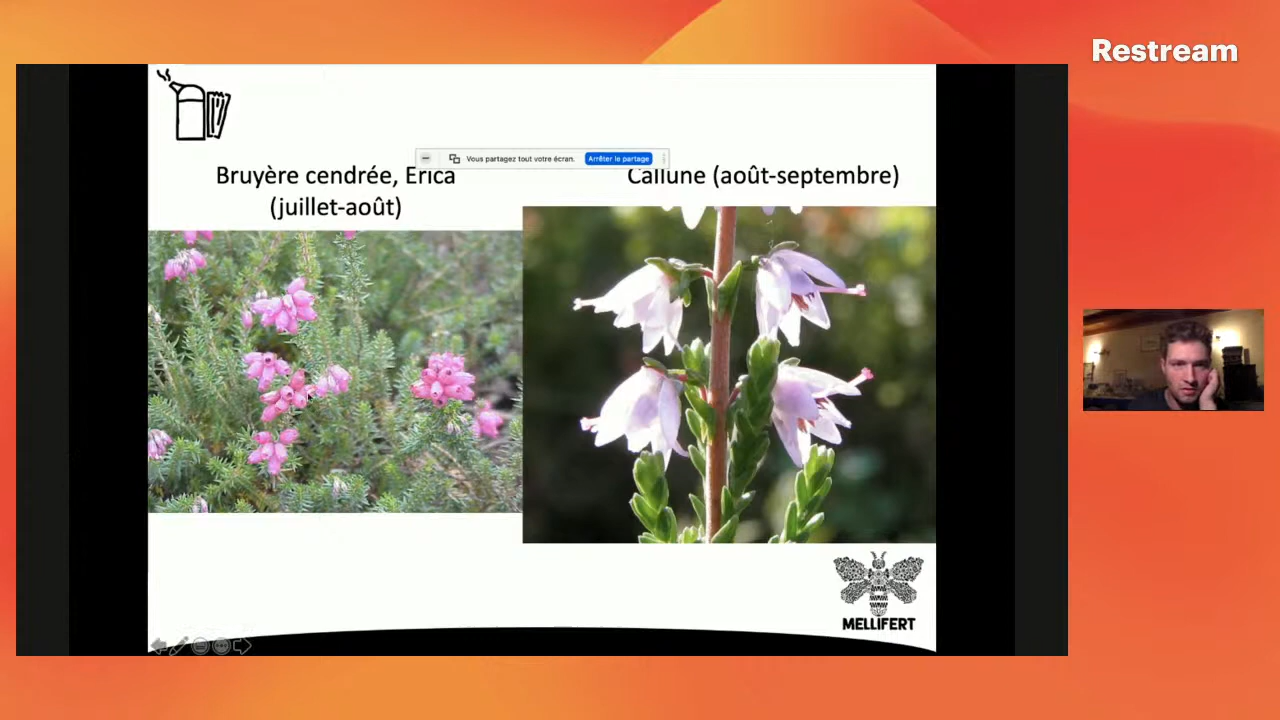 Restream
Vous partagez tout votre écran.
Arrêter le partage
Bruyère cendrée, Erica
(juillet-août)
Callune (août-septembre)
MELLIFERT